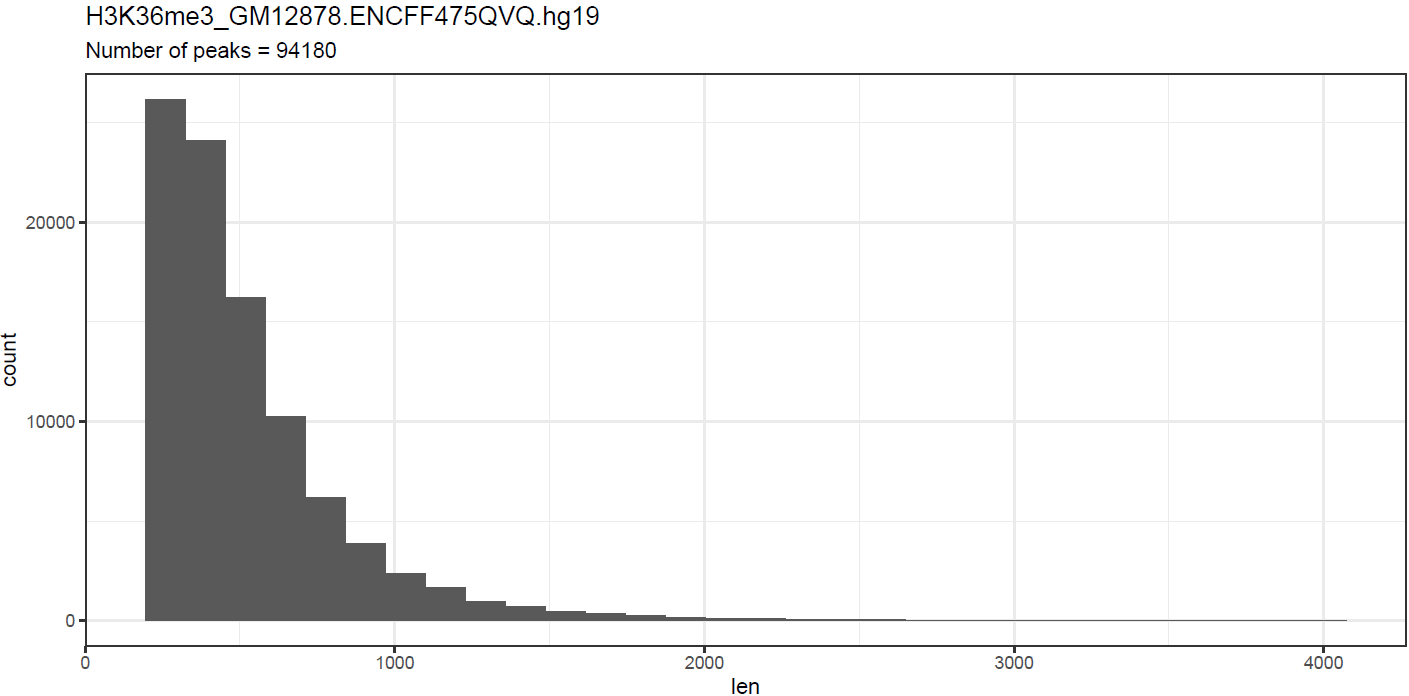 H3K36me3_GM12878.ENCFF475QVQ.hg19
Number of peaks = 94180
20000
10000
0
count
0 1000 2000 3000 4000
len